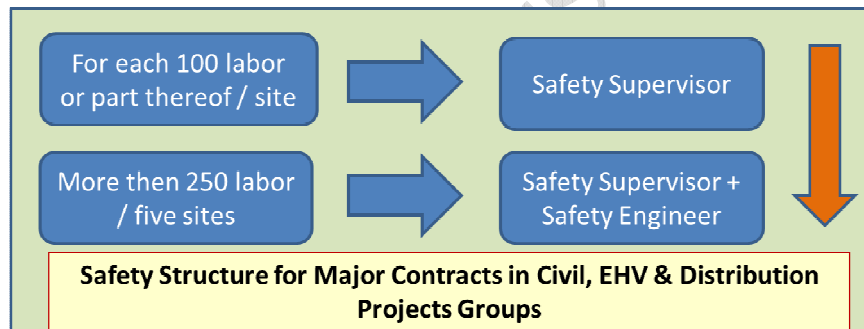 For each 100 labor
or part thereof / site
Safety Supervisor
More then 250 labor
/ five sites
Safety Supervisor +
Safety Engineer
Safety Structure for Major Contracts in Civil, EHV & Distribution
Projects Groups